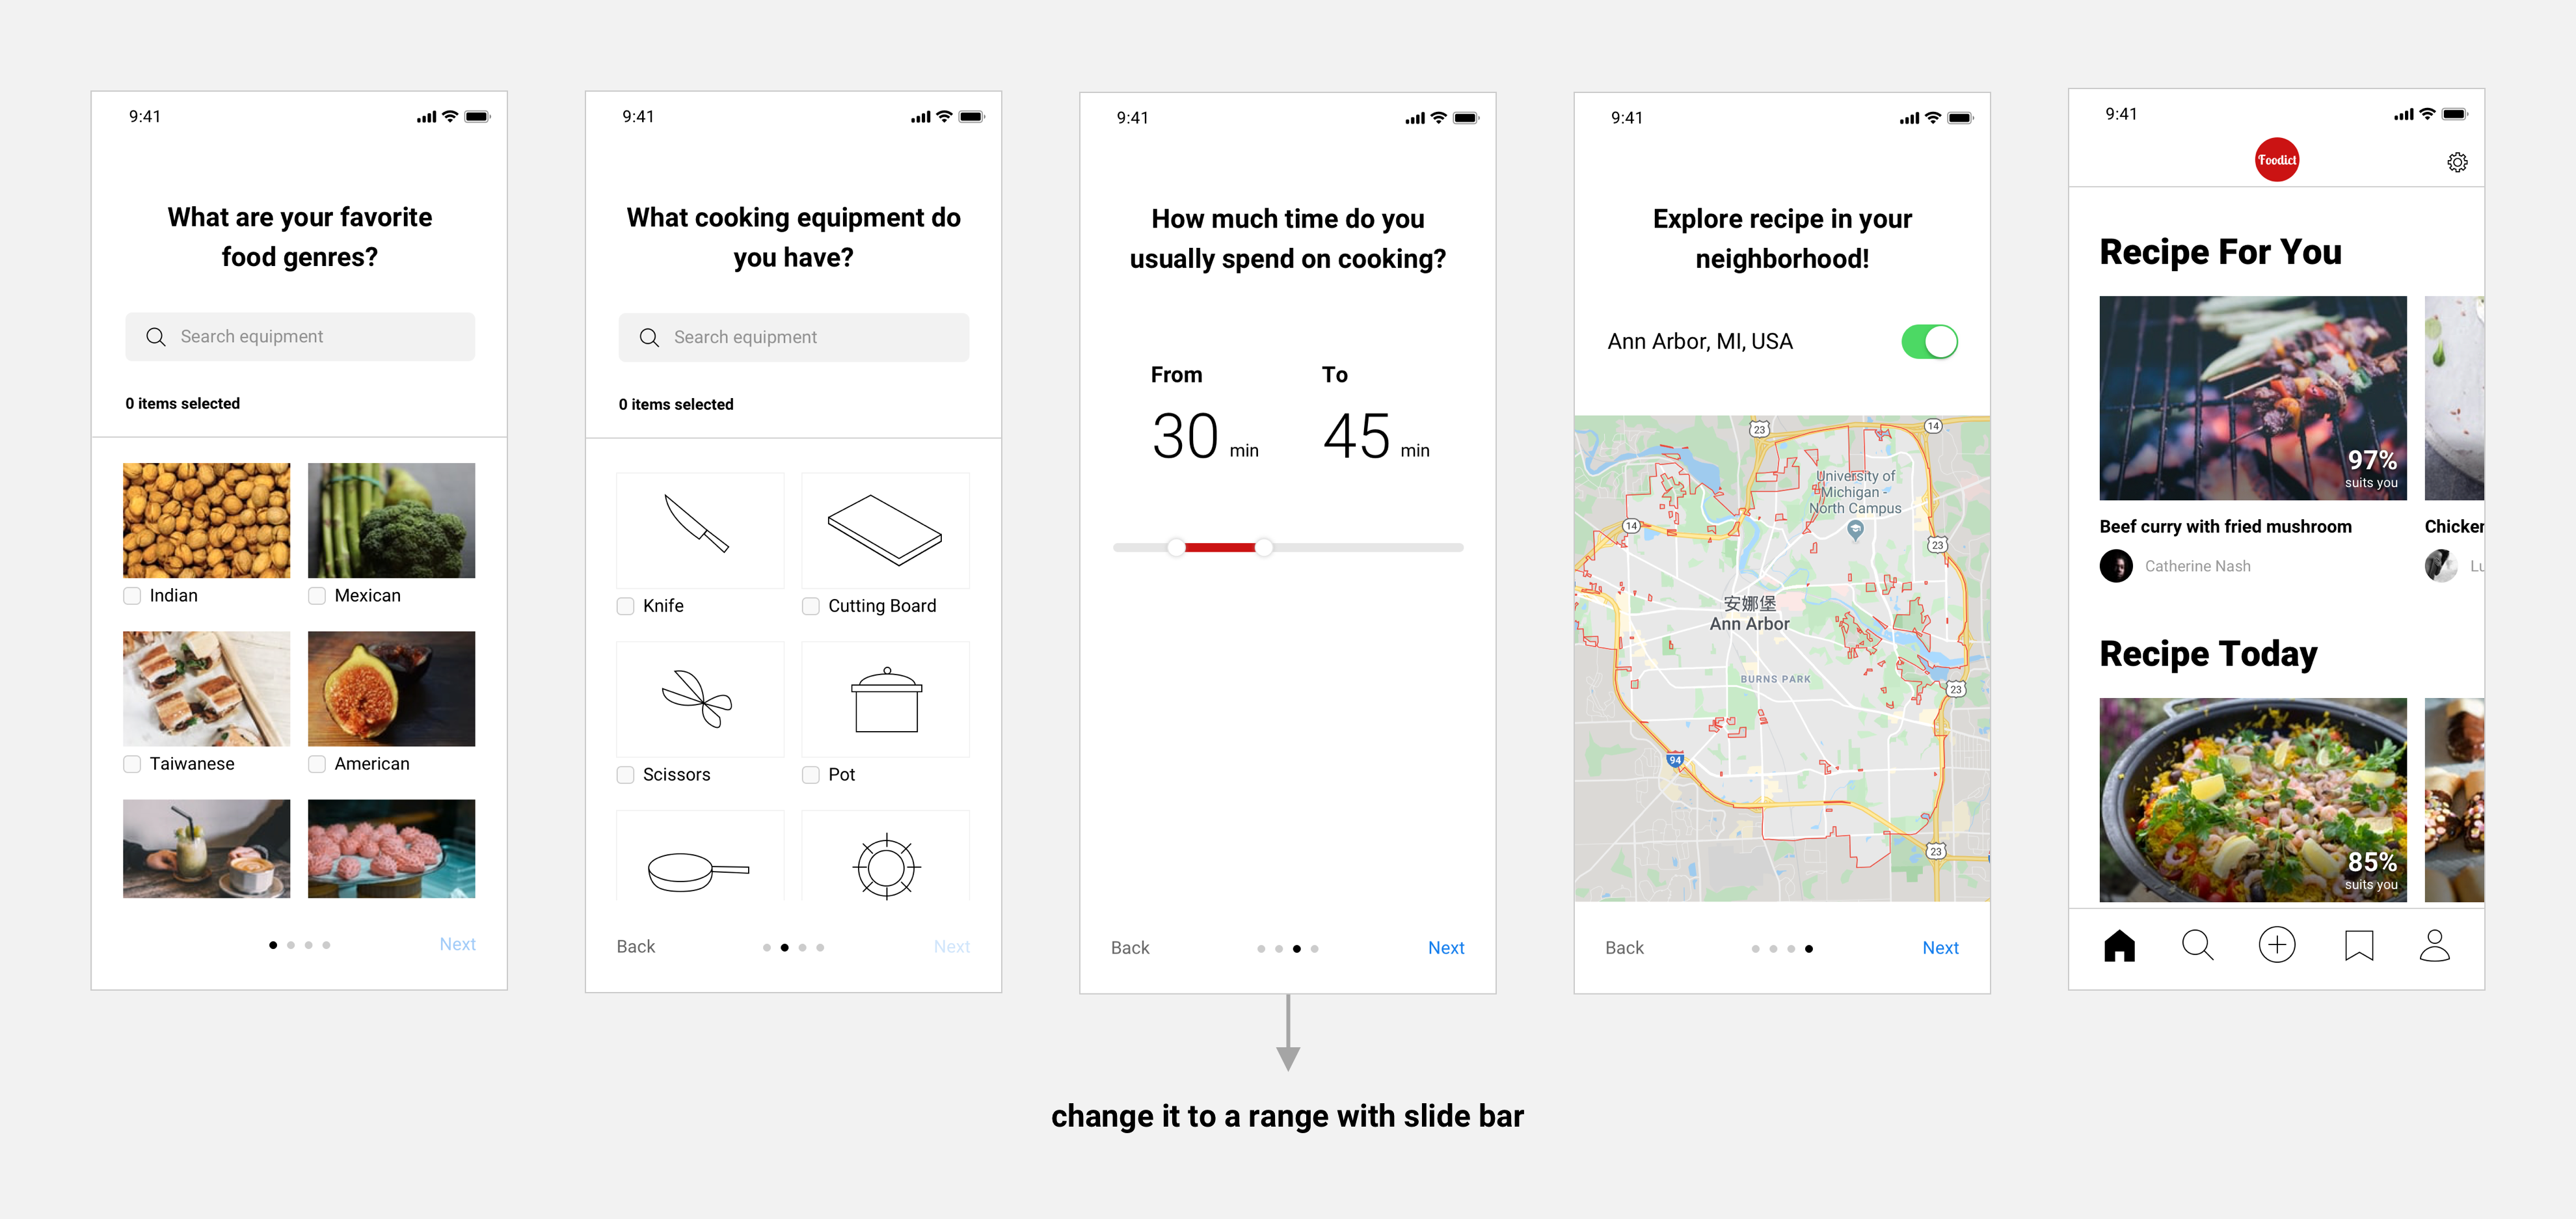 9:41
What are your favorite
food genres?
Search equipment
0 items selected
Indian
Mexican
Taiwanese
American
Next
9:41
What cooking equipment do
you have?
Search equipment
0 items selected
Knife
Cutting Board
Scissors
Pot
Back
Next
9:41
How much time do you
usually spend on cooking?
From
To
30 min
45 min
Back
Next
change it to a range with slide bar
9:41
Explore recipe in your
neighborhood!
Ann Arbor, MI, USA
23
14
University of
Michigan -
North Campus
14
23
安娜堡
Ann Arbor
BURNS PARK
23
94
23
Back
Next
9:41
Foodict
Recipe For You
97%
suits you
Beef curry with fried mushroom
Catherine Nash
Recipe Today
85%
suits you